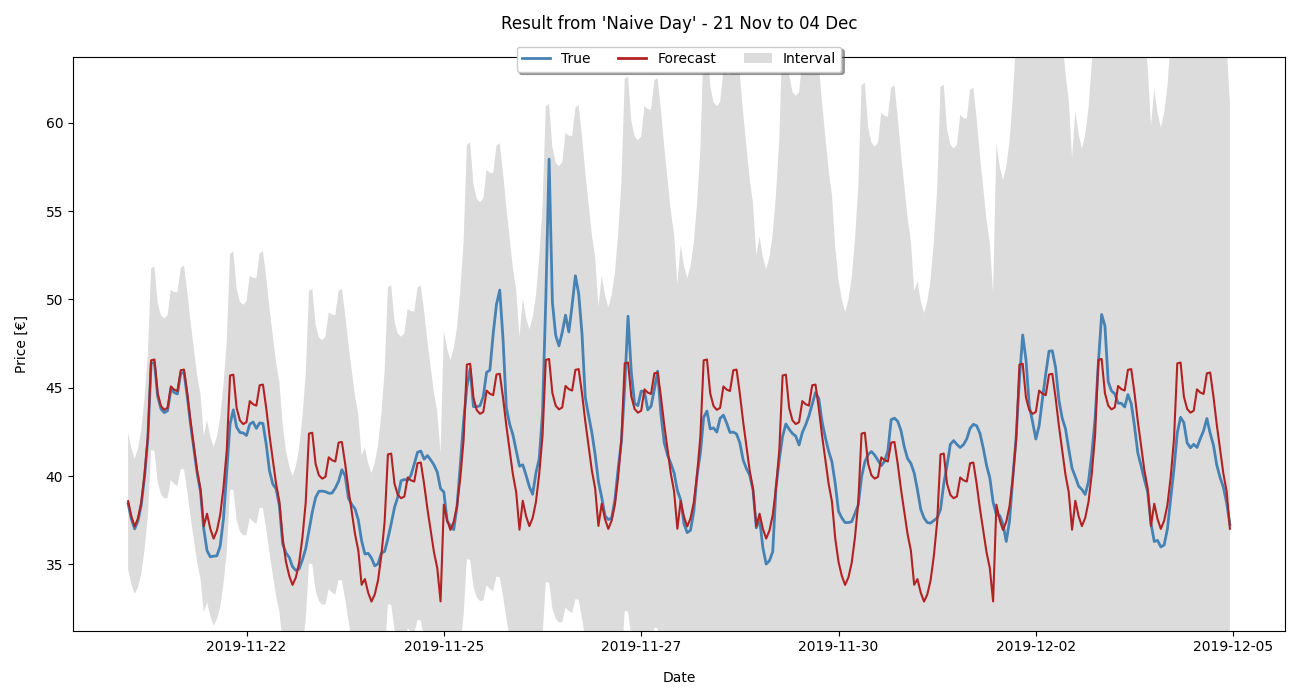 Result from 'Naive Day' - 21 Nov to 04 Dec
True Forecast Interval
Price [€]
60
55
50
45
40
35
2019-11-22 2019-11-25 2019-11-27 2019-11-30 2019-12-02 2019-12-05
Date